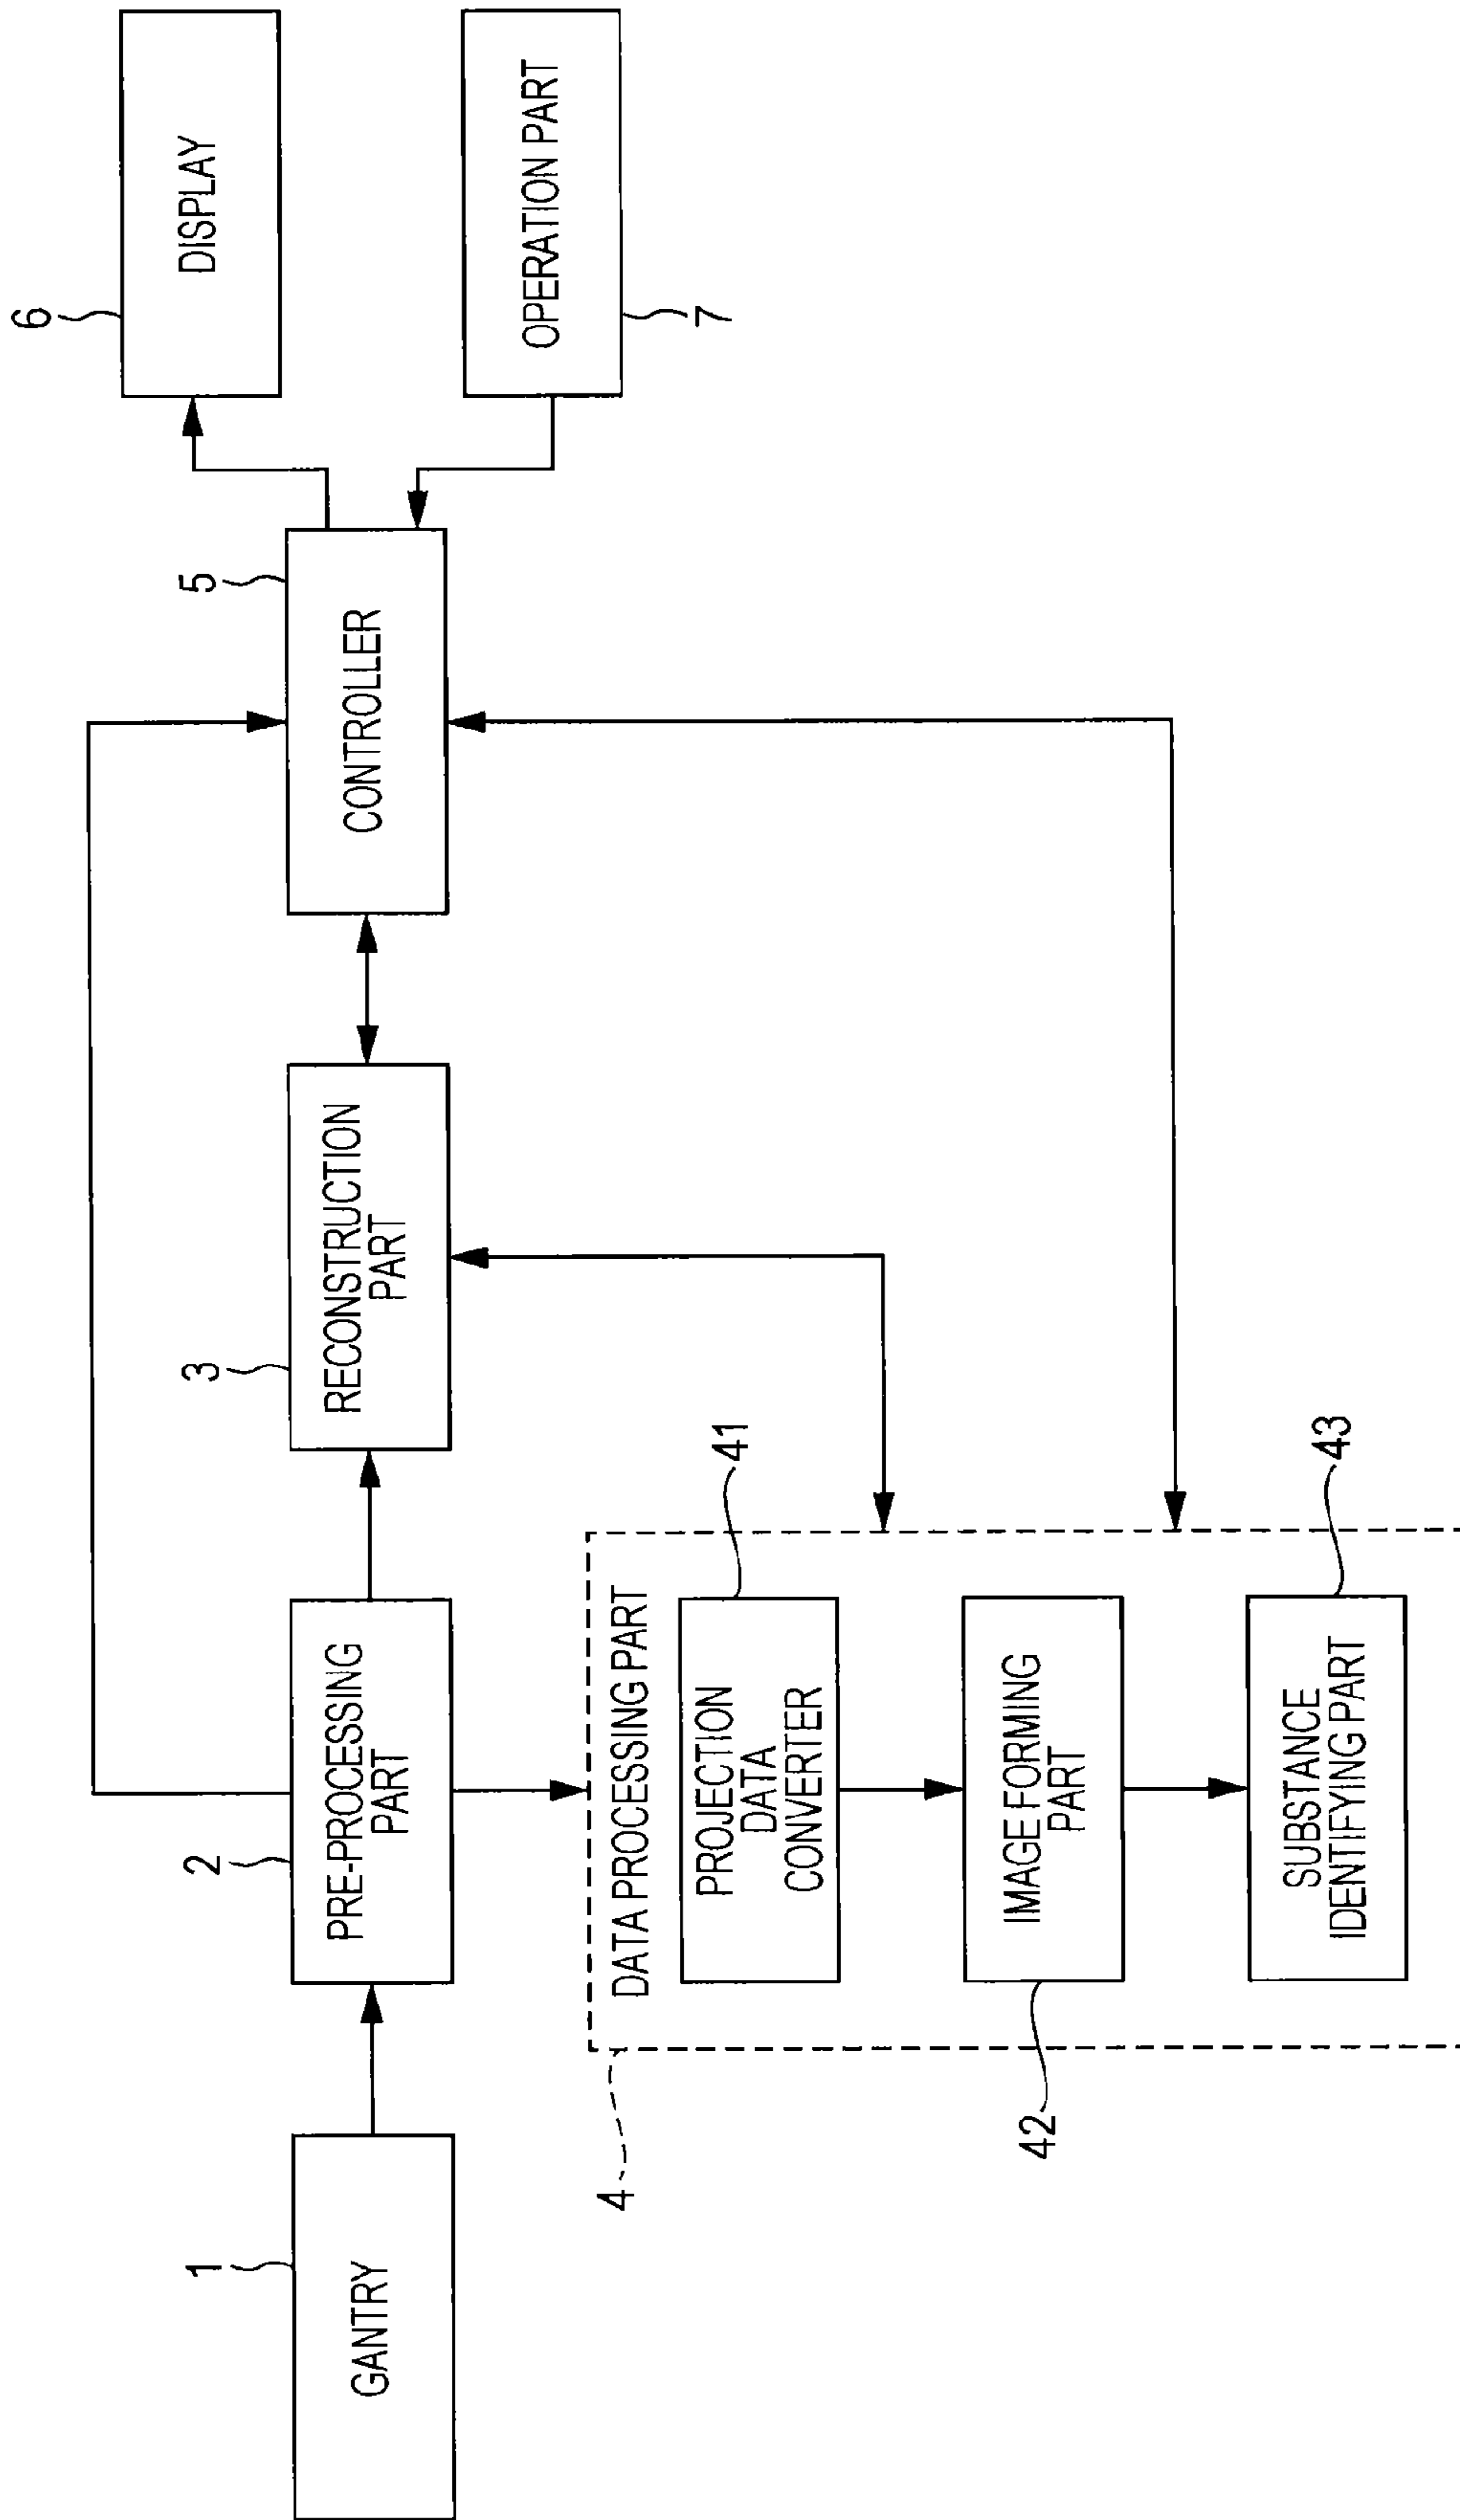 6
DISPLAY
OPERATION PART
7
5
CONTROLLER
3
RECONSTRUCTION
PART
2
PRE-PROCESSING
PART
1
GANTRY
4
DATA PROCESSING PART
41
PROJECTION
DATA
CONVERTER
42
IMAGE FORMING
PART
43
SUBSTANCE
IDENTIFYING PART